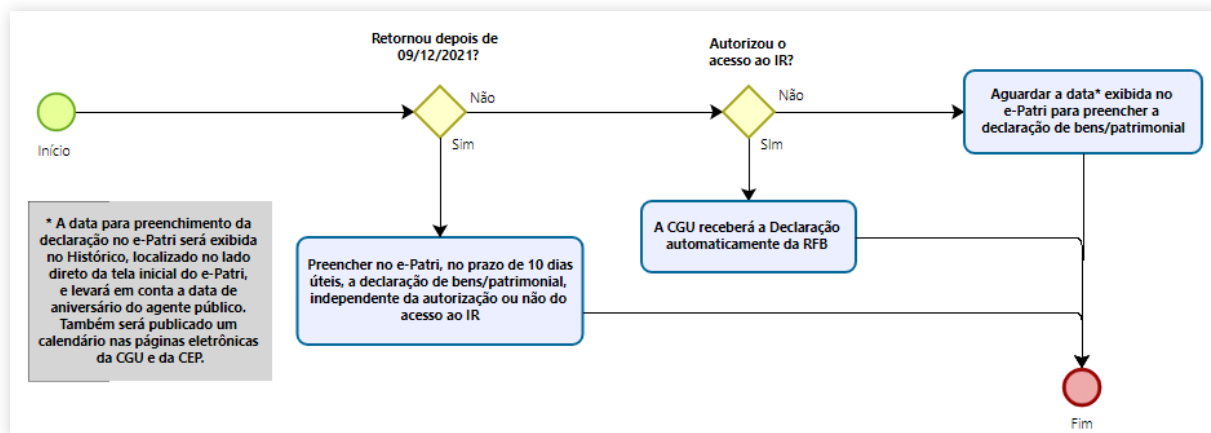 Retornou depois de
09/12/2021?
Autorizou o
acesso ao IR?
Início
Não
Sim
Não
SIm
Aguardar a data* exibida no
e-Patri para preencher a
declaração de bens/patrimonial
* A data para preenchimento da
declaração no e-Patri será exibida
no Histórico, localizado no lado
direto da tela inicial do e-Patri,
e levará em conta a data de
aniversário do agente público.
Também será publicado um
calendário nas páginas eletrônicas
da CGU e da CEP.
Preencher no e-Patri, no prazo de 10 dias
úteis, a declaração de bens/patrimonial,
independente da autorização ou não do
acesso ao IR
A CGU receberá a Declaração
automaticamente da RFB
Fim